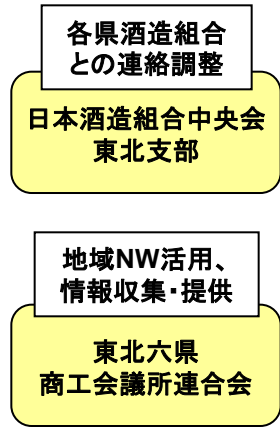 各県酒造組合
との連絡調整
日本酒造組合中央会
東北支部
地域NW活用、
情報収集・提供
東北六県
商工会議所連合会